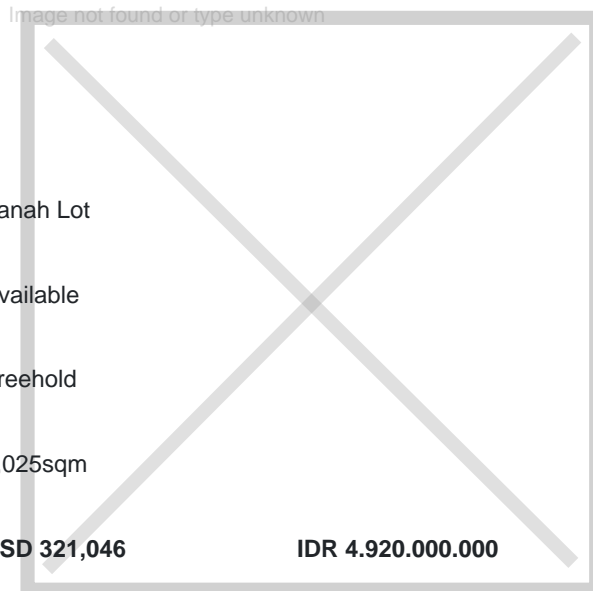 Image not found or type unknown
anah Lot
vailable
reehold
025sqm
SD 321,046 IDR 4.920.000.000